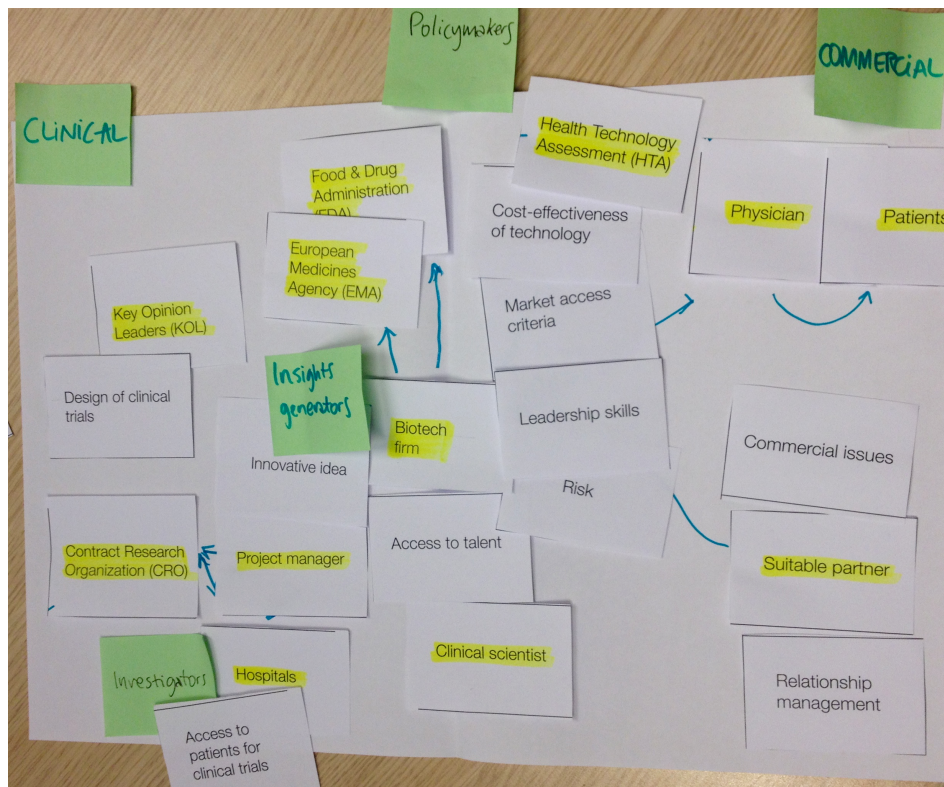 Policymakers
COMMERCIAL
CLINICAL
Health Technology
Assessment (HTA)
Food & Drug
Administration
(FDA)
Cost-effectiveness
of technology
Physician
Patients
European
Medicines
Agency (EMA)
Key Opinion
Leaders (KOL)
Market access
criteria
Design of clinical
trials
Insights
generators
Biotech
firm
Leadership skills
Commercial issues
Innovative idea
Risk
Contract Research
Organization (CRO)
Project manager
Access to talent
Suitable partner
Investigators
Hospitals
Clinical scientist
Relationship
management
Access to
patients for
clinical trials